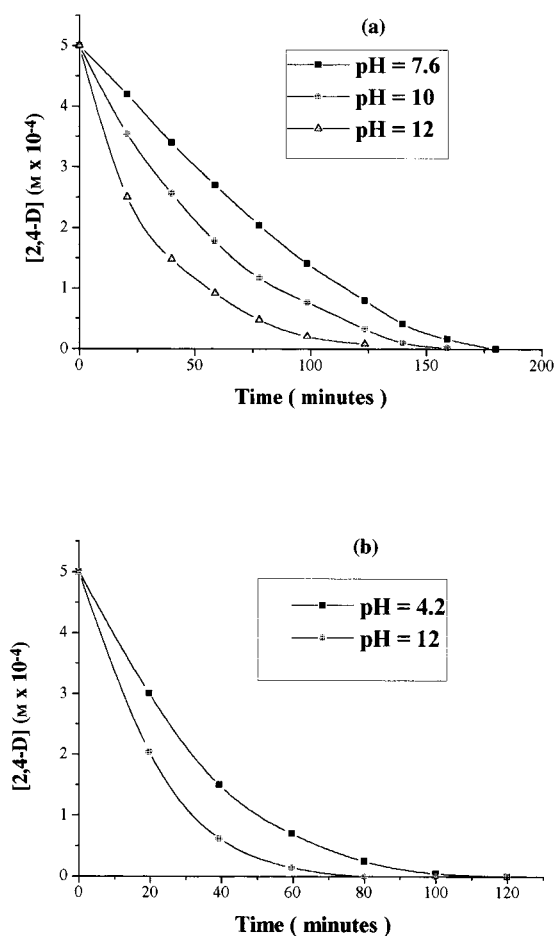 (a)
pH = 7.6
pH = 10
pH = 12
5
4
3
2
1
0
[2,4-D] (M x 10-4)
0
50
100
150
200
Time ( minutes )
(b)
pH = 4.2
pH = 12
5
4
3
2
1
0
[2,4-D] (M x 10-4)
0
20
40
60
80
100
120
Time ( minutes )